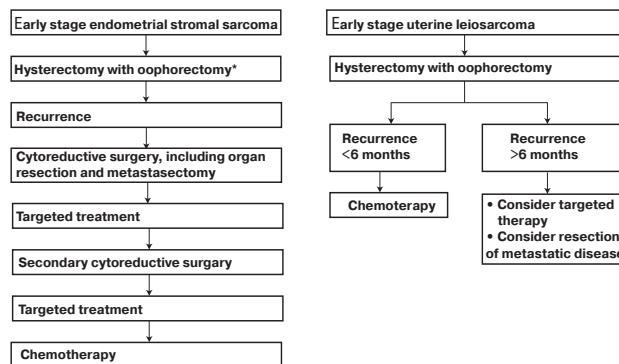 Early stage endometrial stromal sarcoma
Hysterectomy with oophorectomy*
Recurrence
Cytoreductive surgery, including organ
resection and metastasectomy
Targeted treatment
Secondary cytoreductive surgery
Targeted treatment
Chemotherapy
Early stage uterine leiosarcoma
Hysterectomy with oophorectomy
Recurrence
<6 months
Chemoterapy
Recurrence
>6 months
• Consider targeted
therapy
• Consider resection
of metastatic disease